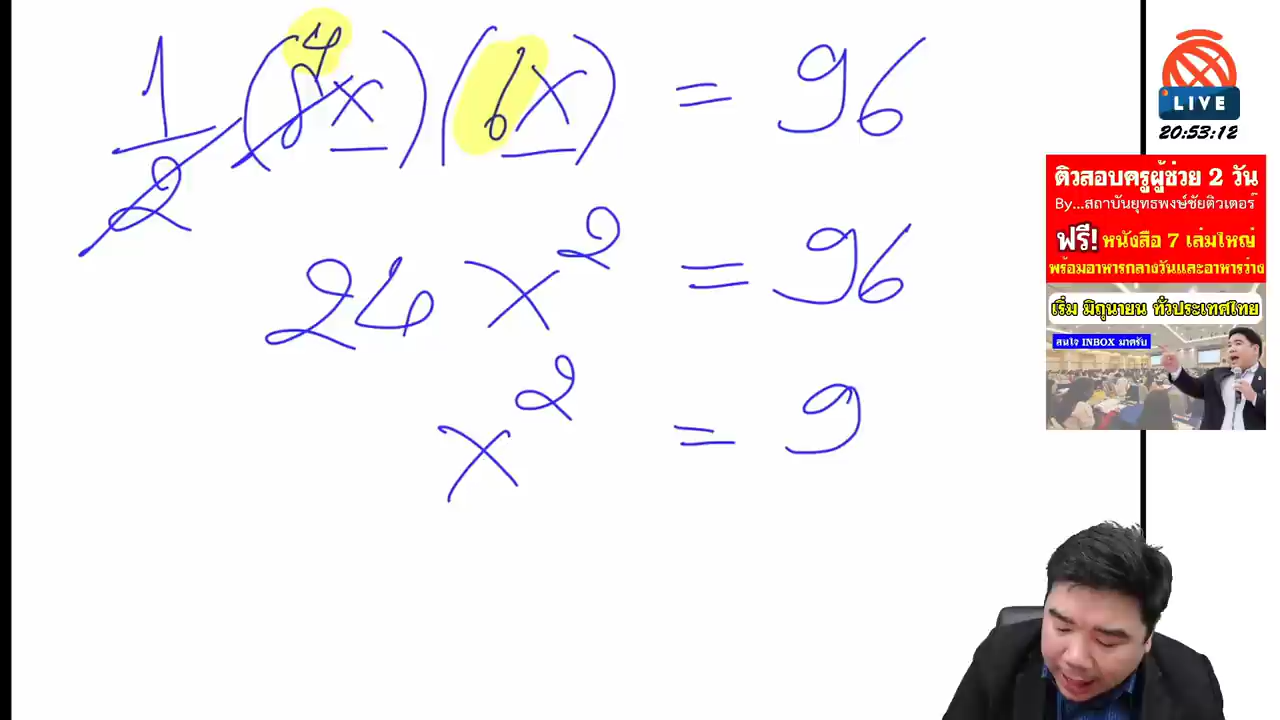 1/2 (8⁴x)(6x) = 96
24x² = 96
x² = 9
LIVE
20:53:12
ติวสอบครูผู้ช่วย 2 วัน
By...สถาบันยุทธพงษ์ชัยติวเตอร์
ฟรี! หนังสือ 7 เล่มใหญ่
พร้อมอาหารกลางวันและอาหารว่าง
เริ่ม มิถุนายน ทั่วประเทศไทย
สนใจ INBOX มาครับ